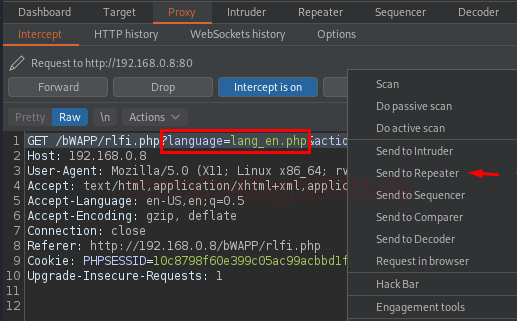 Dashboard Target Proxy Intruder Repeater Sequencer Decoder
Intercept HTTP history WebSockets history Options
Request to http://192.168.0.8:80
Forward Drop Intercept is on
Pretty Raw \n Actions
1 GET /bWAPP/rlfi.php?language=lang_en.php&actio
2 Host: 192.168.0.8
3 User-Agent: Mozilla/5.0 (X11; Linux x86_64; rv
4 Accept: text/html,application/xhtml+xml,applic
5 Accept-Language: en-US,en;q=0.5
6 Accept-Encoding: gzip, deflate
7 Connection: close
8 Referer: http://192.168.0.8/bWAPP/rlfi.php
9 Cookie: PHPSESSID=10c8798f60e399c05ac99acbbd1f
10 Upgrade-Insecure-Requests: 1
11
12
Scan
Do passive scan
Do active scan
Send to Intruder
Send to Repeater
Send to Sequencer
Send to Comparer
Send to Decoder
Request in browser
Hack Bar
Engagement tools